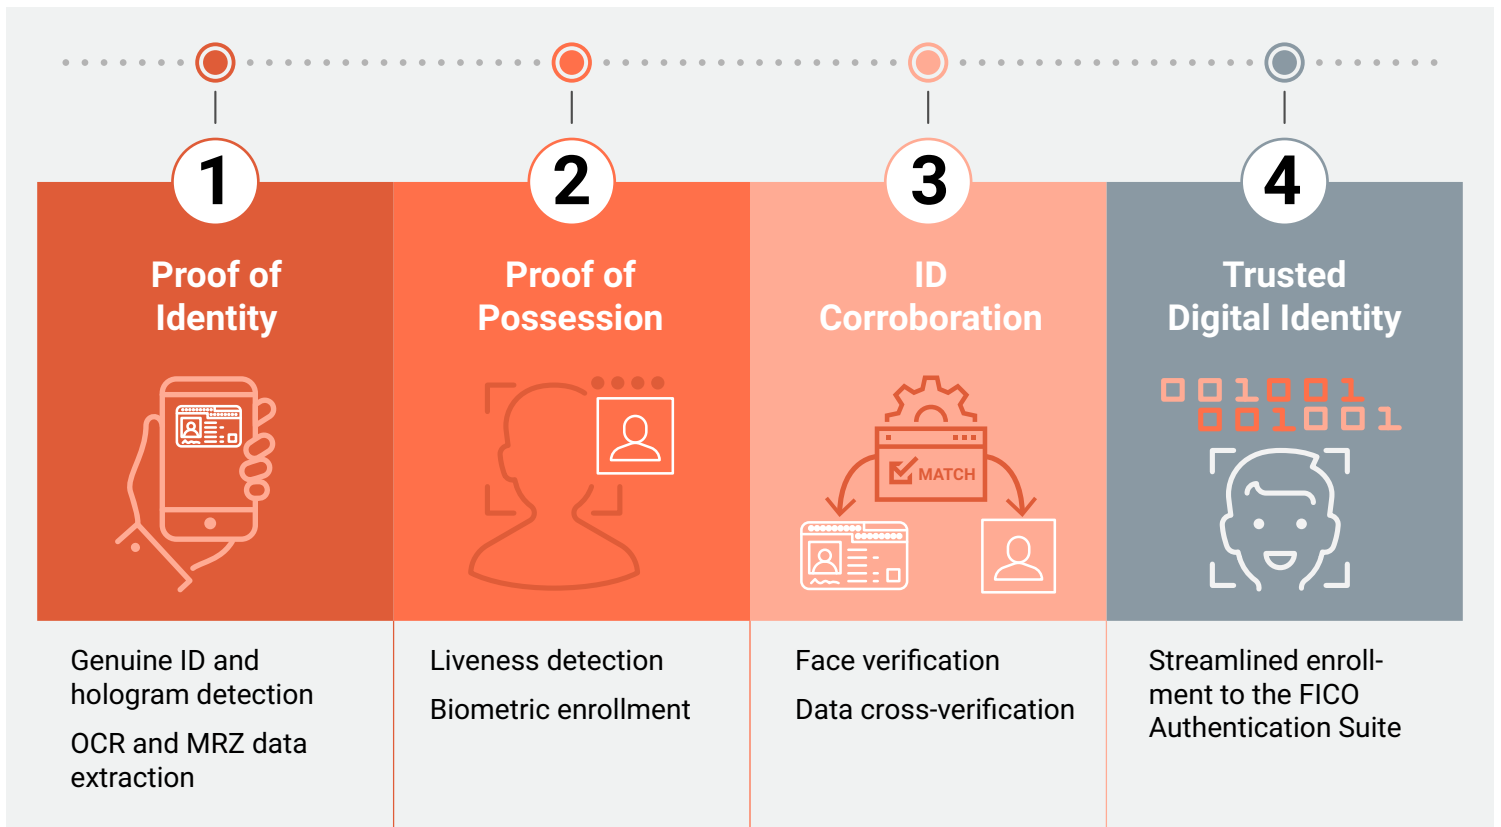 1
Proof of
Identity
Genuine ID and
hologram detection
OCR and MRZ data
extraction
2
Proof of
Possession
Liveness detection
Biometric enrollment
3
ID
Corroboration
MATCH
Face verification
Data cross-verification
4
Trusted
Digital Identity
001001
001001
Streamlined enroll-
ment to the FICO
Authentication Suite